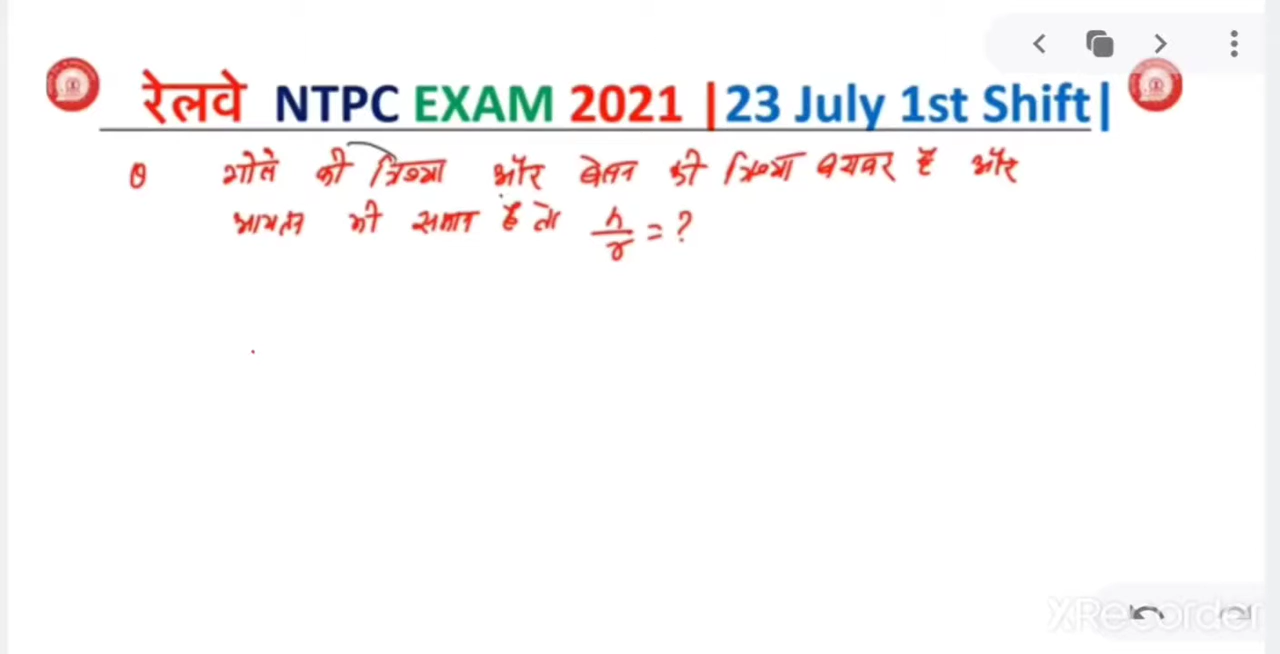 रेलवे NTPC EXAM 2021 |23 July 1st Shift|
Q गोले की त्रिज्या और बेलन की त्रिज्या बराबर है और
आयतन भी समान है तो h/r = ?
XRecorder